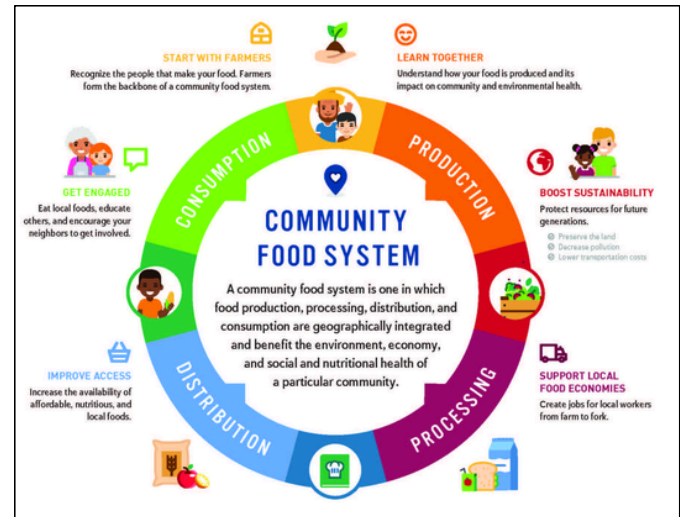 START WITH FARMERS
Recognize the people that make your food. Farmers
form the backbone of a community food system.
LEARN TOGETHER
Understand how your food is produced and its
impact on community and environmental health.
CONSUMPTION
PRODUCTION
GET ENGAGED
Eat local foods, educate
others, and encourage your
neighbors to get involved.
BOOST SUSTAINABILITY
Protect resources for future
generations.
Preserve the land
Decrease pollution
Lower transportation costs
COMMUNITY
FOOD SYSTEM
A community food system is one in which
food production, processing, distribution, and
consumption are geographically integrated
and benefit the environment, economy,
and social and nutritional health of
a particular community.
IMPROVE ACCESS
Increase the availability of
affordable, nutritious, and
local foods.
SUPPORT LOCAL
FOOD ECONOMIES
Create jobs for local workers
from farm to fork.
DISTRIBUTION
PROCESSING